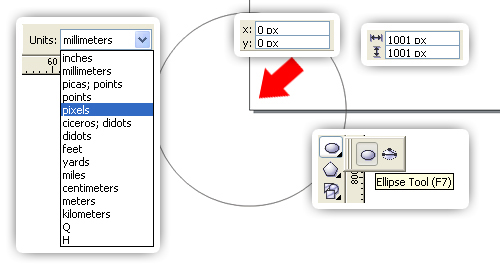 Units: millimeters
60
inches
millimeters
picas; points
points
pixels
ciceros; didots
didots
feet
yards
miles
centimeters
meters
kilometers
Q
H
x: 0 px
y: 0 px
1001 px
1001 px
Ellipse Tool (F7)
800